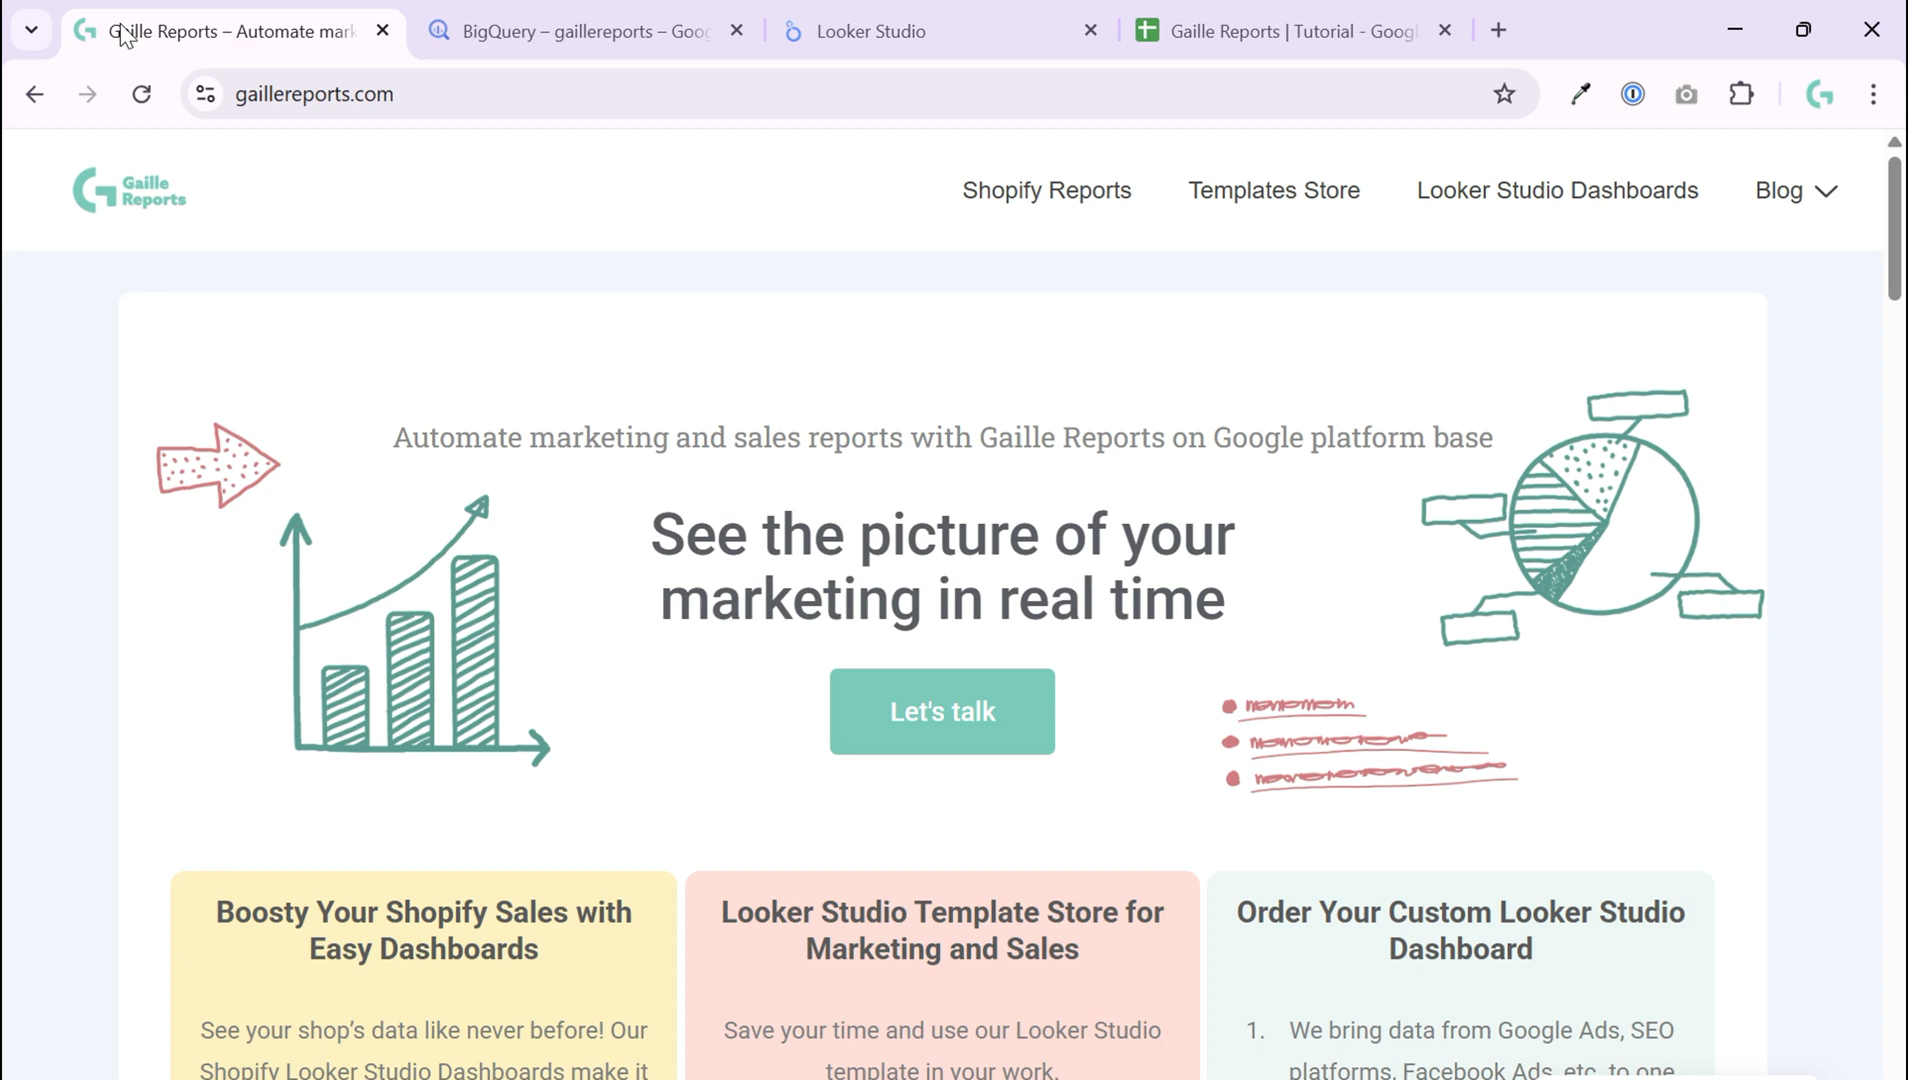 Gaille Reports – Automate mark
BigQuery – gaillereports – Goog
Looker Studio
Gaille Reports | Tutorial - Googl
gaillereports.com
Gaille
Reports
Shopify Reports
Templates Store
Looker Studio Dashboards
Blog
Automate marketing and sales reports with Gaille Reports on Google platform base
See the picture of your
marketing in real time
Let's talk
Boosty Your Shopify Sales with
Easy Dashboards
See your shop's data like never before! Our
Shopify Looker Studio Dashboards make it
Looker Studio Template Store for
Marketing and Sales
Save your time and use our Looker Studio
template in your work.
Order Your Custom Looker Studio
Dashboard
1. We bring data from Google Ads, SEO
platforms, Facebook Ads, etc. to one